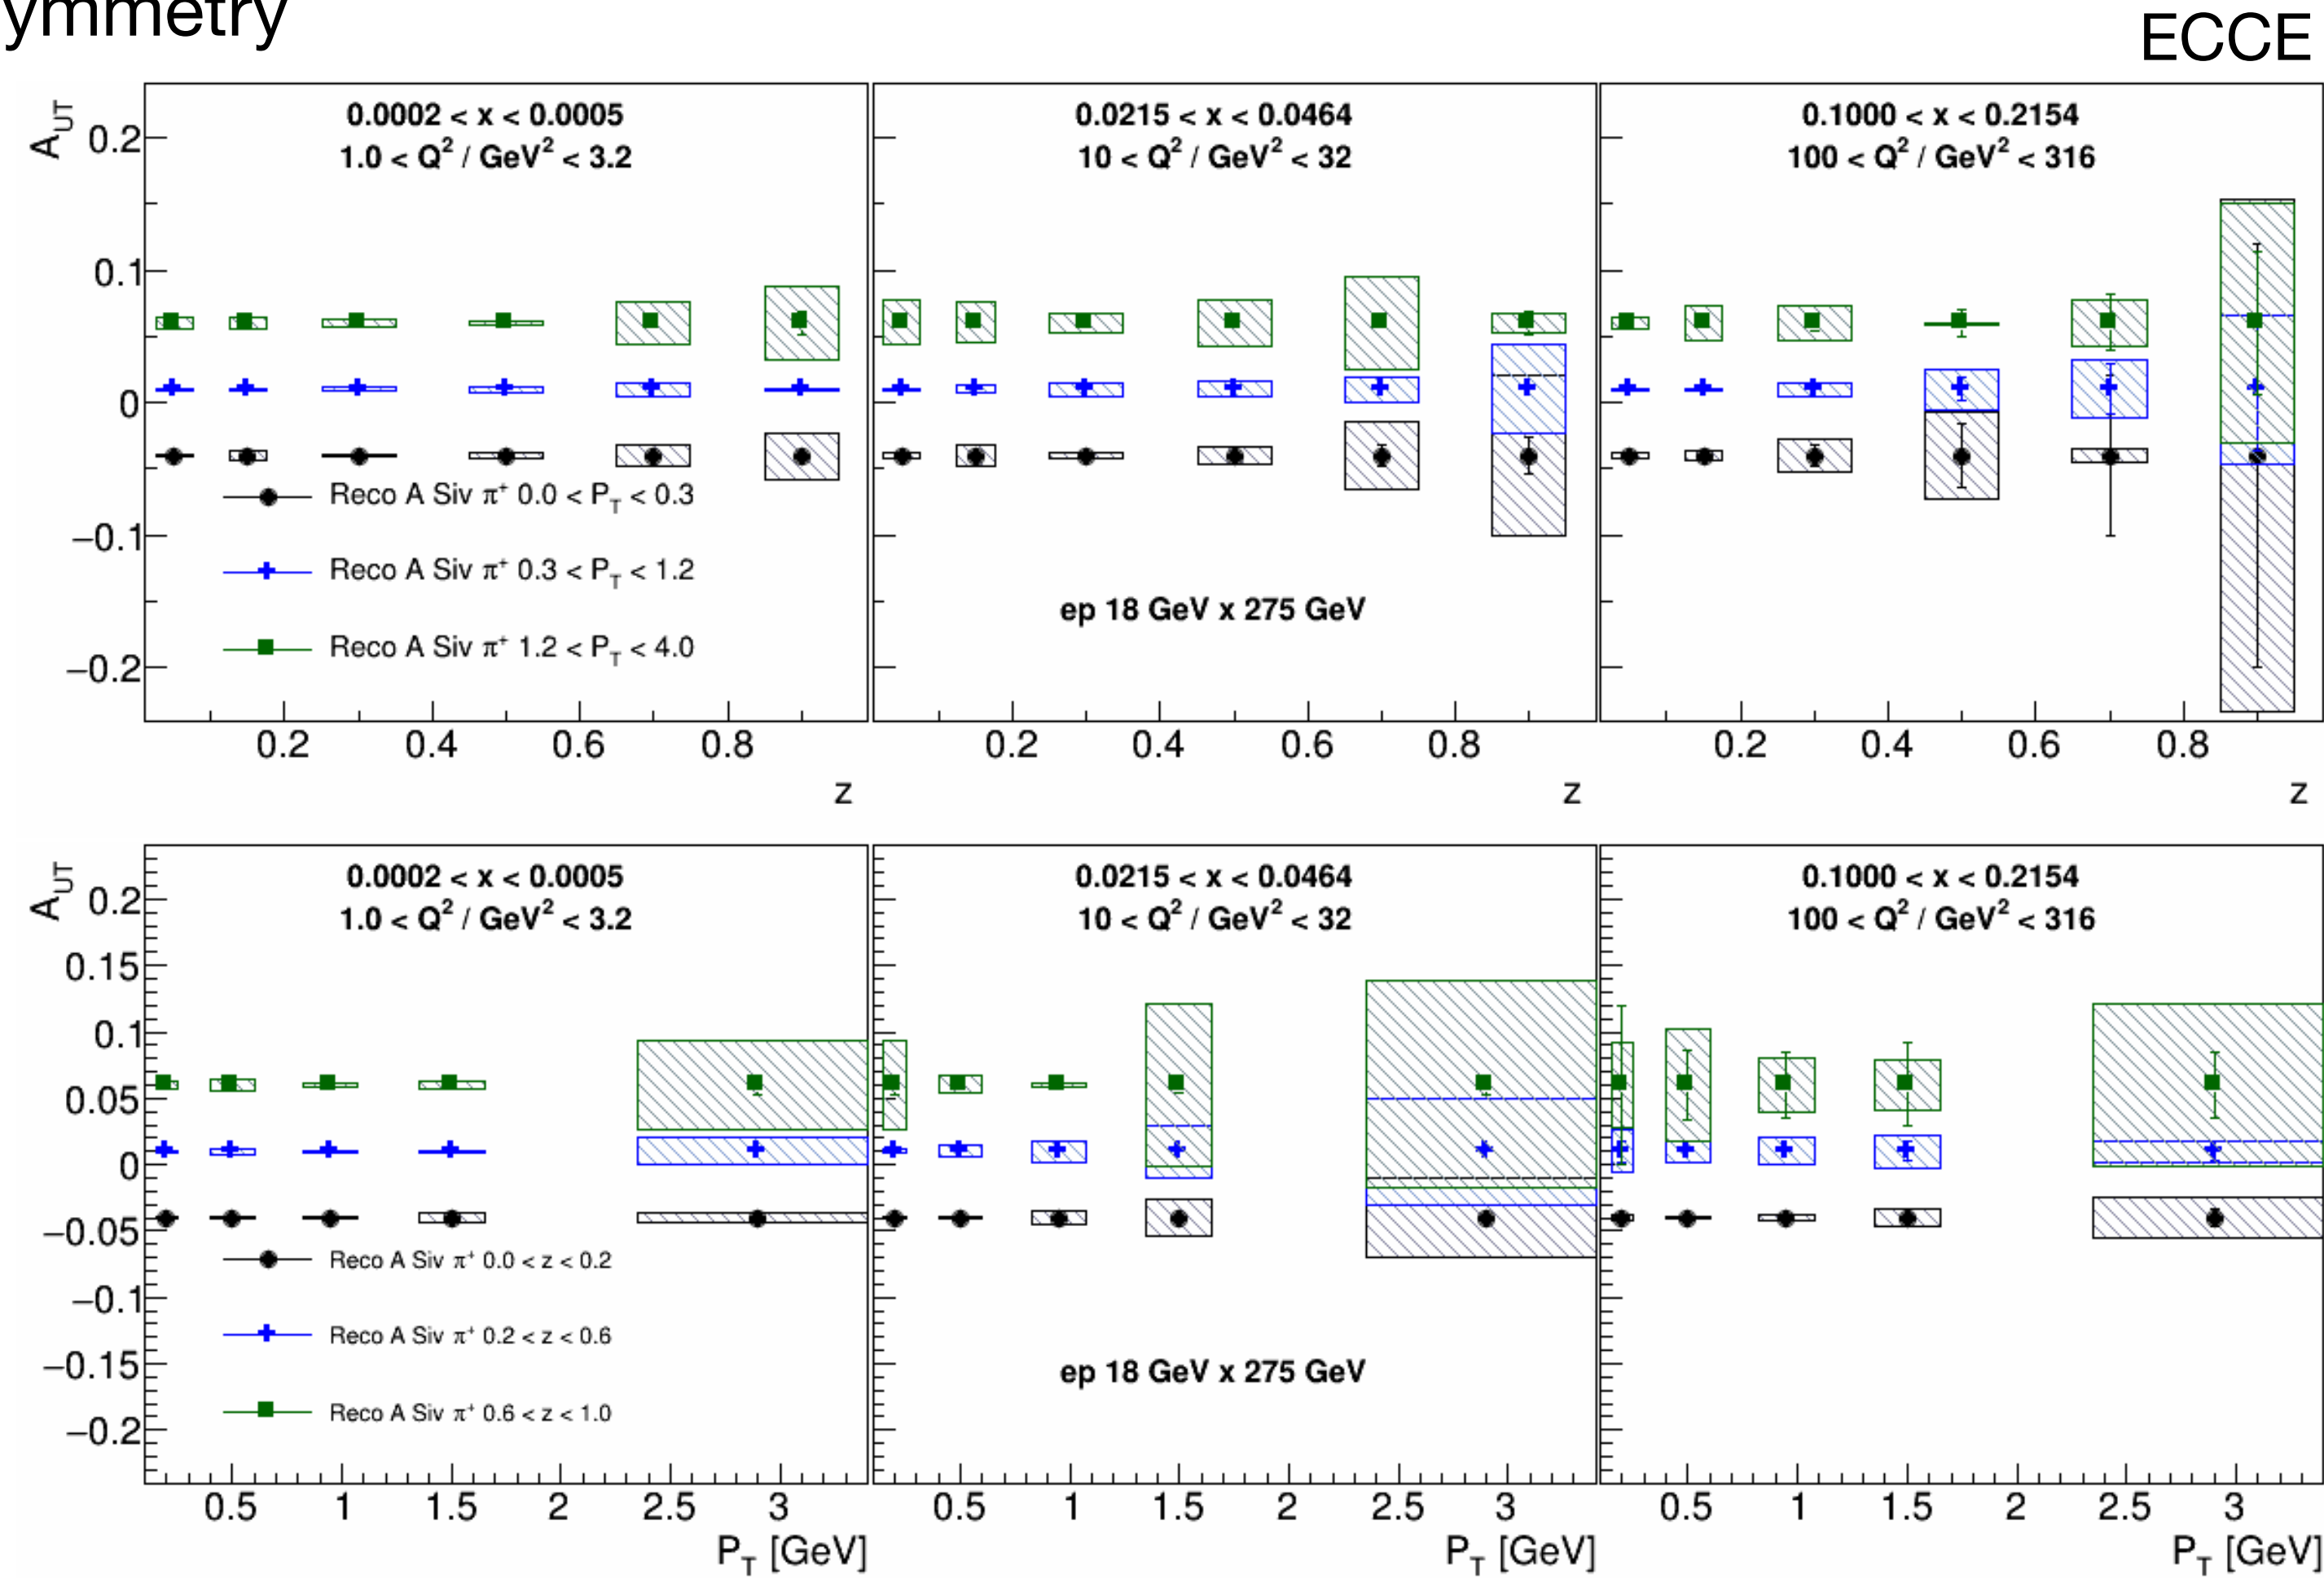 ymmetry
ECCE
0.0002 < x < 0.0005
1.0 < Q² / GeV² < 3.2
0.0215 < x < 0.0464
10 < Q² / GeV² < 32
0.1000 < x < 0.2154
100 < Q² / GeV² < 316
A_UT
0.2
0.1
0
−0.1
−0.2
Reco A Siv π⁺ 0.0 < P_T < 0.3
Reco A Siv π⁺ 0.3 < P_T < 1.2
Reco A Siv π⁺ 1.2 < P_T < 4.0
ep 18 GeV x 275 GeV
0.2 0.4 0.6 0.8
0.2 0.4 0.6 0.8
0.2 0.4 0.6 0.8
z
z
z
0.0002 < x < 0.0005
1.0 < Q² / GeV² < 3.2
0.0215 < x < 0.0464
10 < Q² / GeV² < 32
0.1000 < x < 0.2154
100 < Q² / GeV² < 316
A_UT
0.2
0.15
0.1
0.05
0
−0.05
−0.1
−0.15
−0.2
Reco A Siv π⁺ 0.0 < z < 0.2
Reco A Siv π⁺ 0.2 < z < 0.6
Reco A Siv π⁺ 0.6 < z < 1.0
ep 18 GeV x 275 GeV
0.5 1 1.5 2 2.5 3
0.5 1 1.5 2 2.5 3
0.5 1 1.5 2 2.5 3
P_T [GeV]
P_T [GeV]
P_T [GeV]